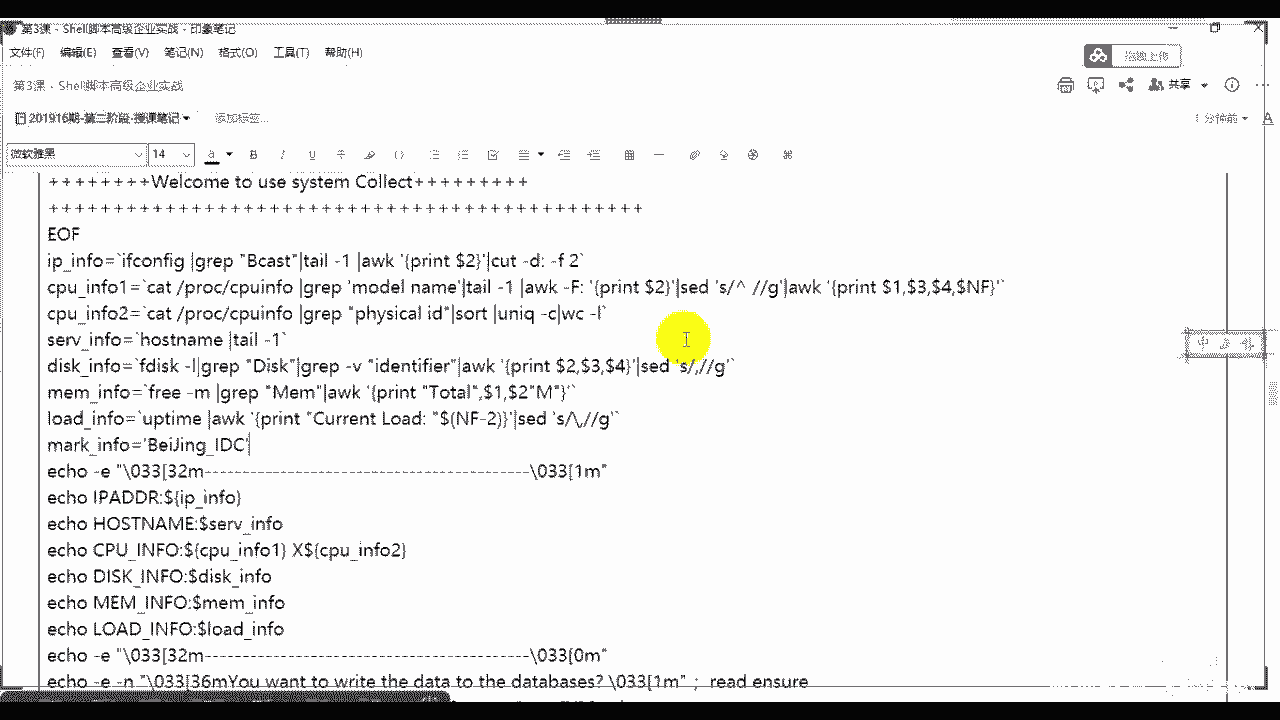 第3课、Shell脚本高级企业实战 - 印象笔记
文件(F) 编辑(E) 查看(V) 笔记(N) 格式(O) 工具(T) 帮助(H)
拖拽上传
第3课、Shell脚本高级企业实战
共享
201916期-第三阶段-授课笔记 添加标签...
1 分钟前
微软雅黑 14
++++++++Welcome to use system Collect+++++++++
++++++++++++++++++++++++++++++++++++++++++++++
EOF
ip_info=`ifconfig |grep "Bcast"|tail -1 |awk '{print $2}'|cut -d: -f 2`
cpu_info1=`cat /proc/cpuinfo |grep 'model name'|tail -1 |awk -F: '{print $2}'|sed 's/^ //g'|awk '{print $1,$3,$4,$NF}'`
cpu_info2=`cat /proc/cpuinfo |grep "physical id"|sort |uniq -c|wc -l`
serv_info=`hostname |tail -1`
disk_info=`fdisk -l|grep "Disk"|grep -v "identifier"|awk '{print $2,$3,$4}'|sed 's/,//g'`
mem_info=`free -m |grep "Mem"|awk '{print "Total",$1,$2"M"}'`
load_info=`uptime |awk '{print "Current Load: "$(NF-2)}'|sed 's/\,//g'`
mark_info='BeiJing_IDC'
echo -e "\033[32m-------------------------------------------\033[1m"
echo IPADDR:${ip_info}
echo HOSTNAME:$serv_info
echo CPU_INFO:${cpu_info1} X${cpu_info2}
echo DISK_INFO:$disk_info
echo MEM_INFO:$mem_info
echo LOAD_INFO:$load_info
echo -e "\033[32m-------------------------------------------\033[0m"
echo -e -n "\033[36mYou want to write the data to the databases? \033[1m" ; read ensure